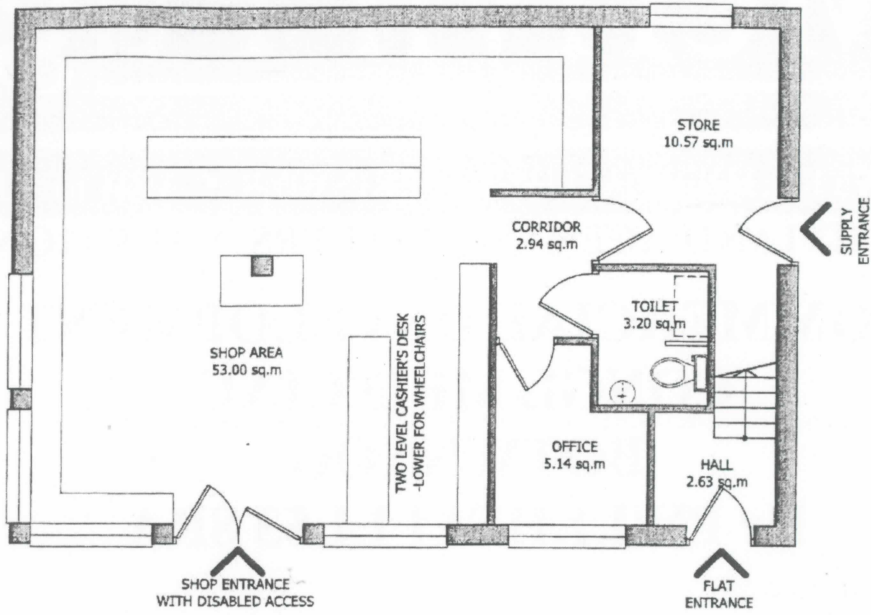 STORE
10.57 sq.m
CORRIDOR
2.94 sq.m
SUPPLY
ENTRANCE
TOILET
3.20 sq.m
SHOP AREA
53.00 sq.m
TWO LEVEL CASHIER'S DESK
-LOWER FOR WHEELCHAIRS
OFFICE
5.14 sq.m
HALL
2.63 sq.m
SHOP ENTRANCE
WITH DISABLED ACCESS
FLAT
ENTRANCE